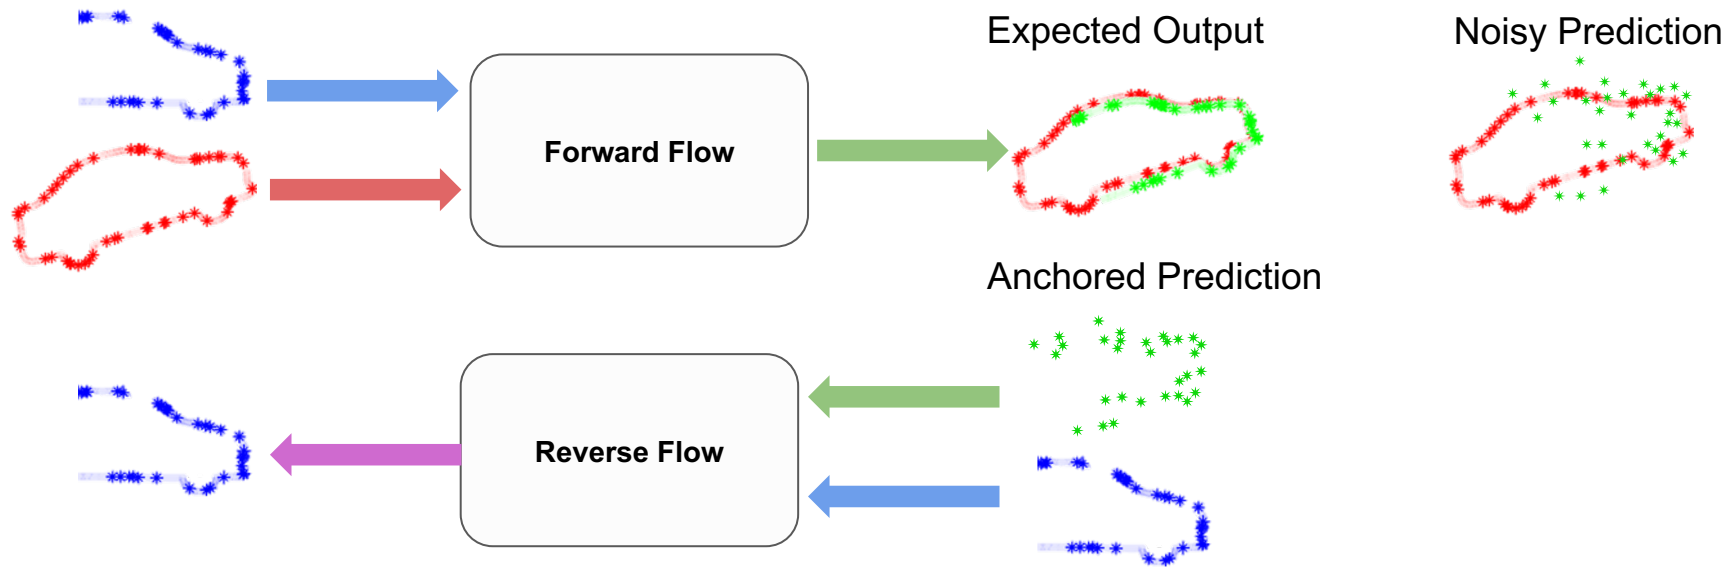 Expected Output
Noisy Prediction
Forward Flow
Anchored Prediction
Reverse Flow